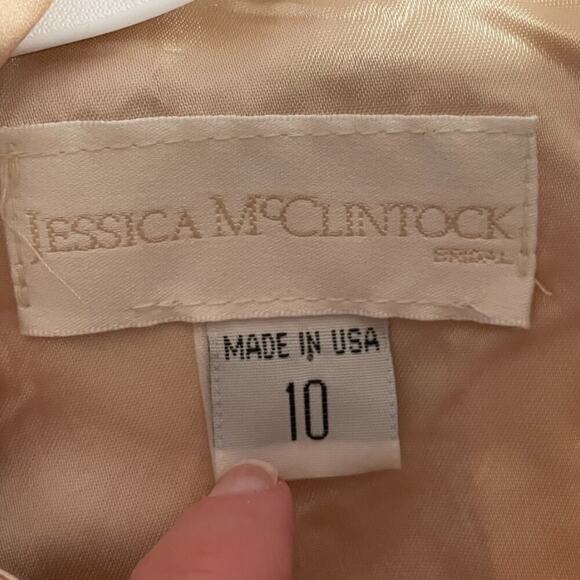 JESSICA MCCLINTOCK
BRIDAL
MADE IN USA
10